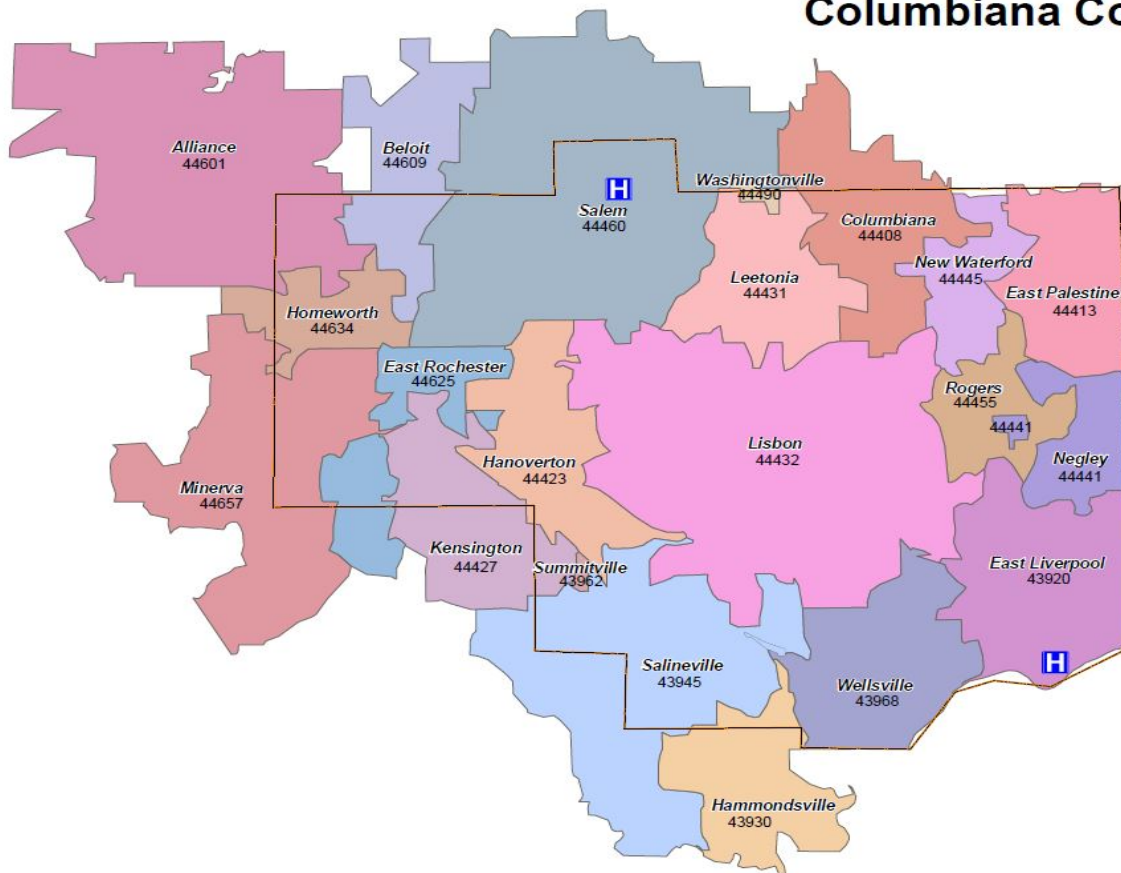 Columbiana Co
Alliance
44601
Beloit
44609
H
Salem
44460
Washingtonville
44490
Columbiana
44408
New Waterford
44445
East Palestine
44413
Leetonia
44431
Homeworth
44634
East Rochester
44625
Rogers
44455
44441
Negley
44441
Lisbon
44432
Hanoverton
44423
Minerva
44657
Kensington
44427
Summitville
43962
East Liverpool
43920
H
Salineville
43945
Wellsville
43968
Hammondsville
43930